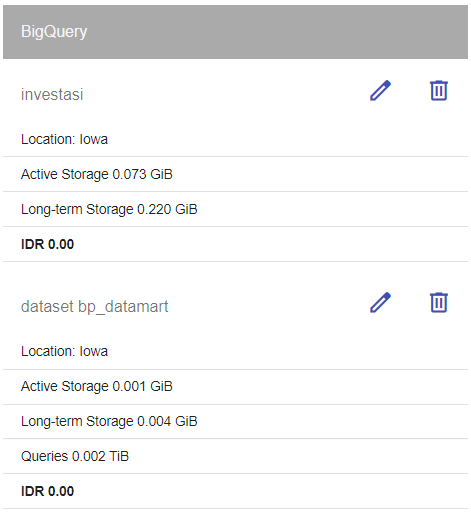 BigQuery
investasi
Location: Iowa
Active Storage 0.073 GiB
Long-term Storage 0.220 GiB
IDR 0.00
dataset bp_datamart
Location: Iowa
Active Storage 0.001 GiB
Long-term Storage 0.004 GiB
Queries 0.002 TiB
IDR 0.00